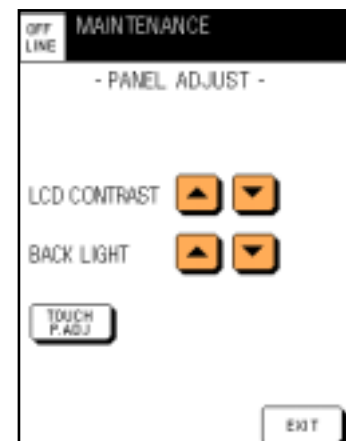 OFF LINE MAINTENANCE
- PANEL ADJUST -
LCD CONTRAST
BACK LIGHT
TOUCH
P.ADJ
EXIT